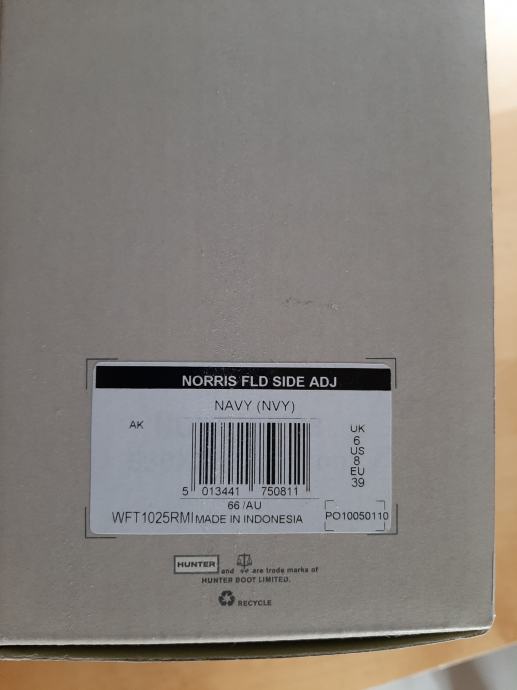 NORRIS FLD SIDE ADJ
NAVY (NVY)
AK
UK
6
US
8
EU
39
5 013441 750811
66 /AU
WFT1025RMI MADE IN INDONESIA
PO10050110
HUNTER and are trade marks of
HUNTER BOOT LIMITED.
RECYCLE